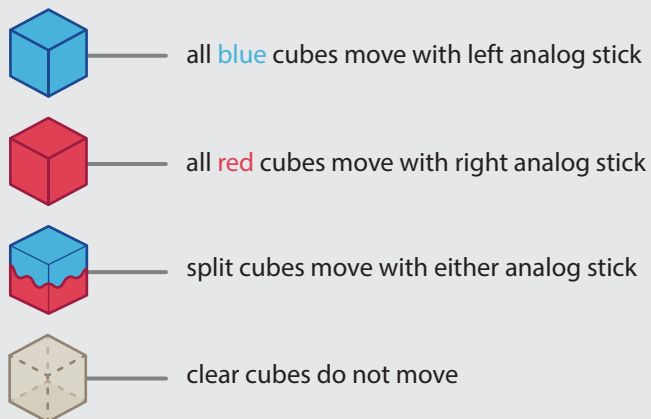 all blue cubes move with left analog stick
all red cubes move with right analog stick
split cubes move with either analog stick
clear cubes do not move